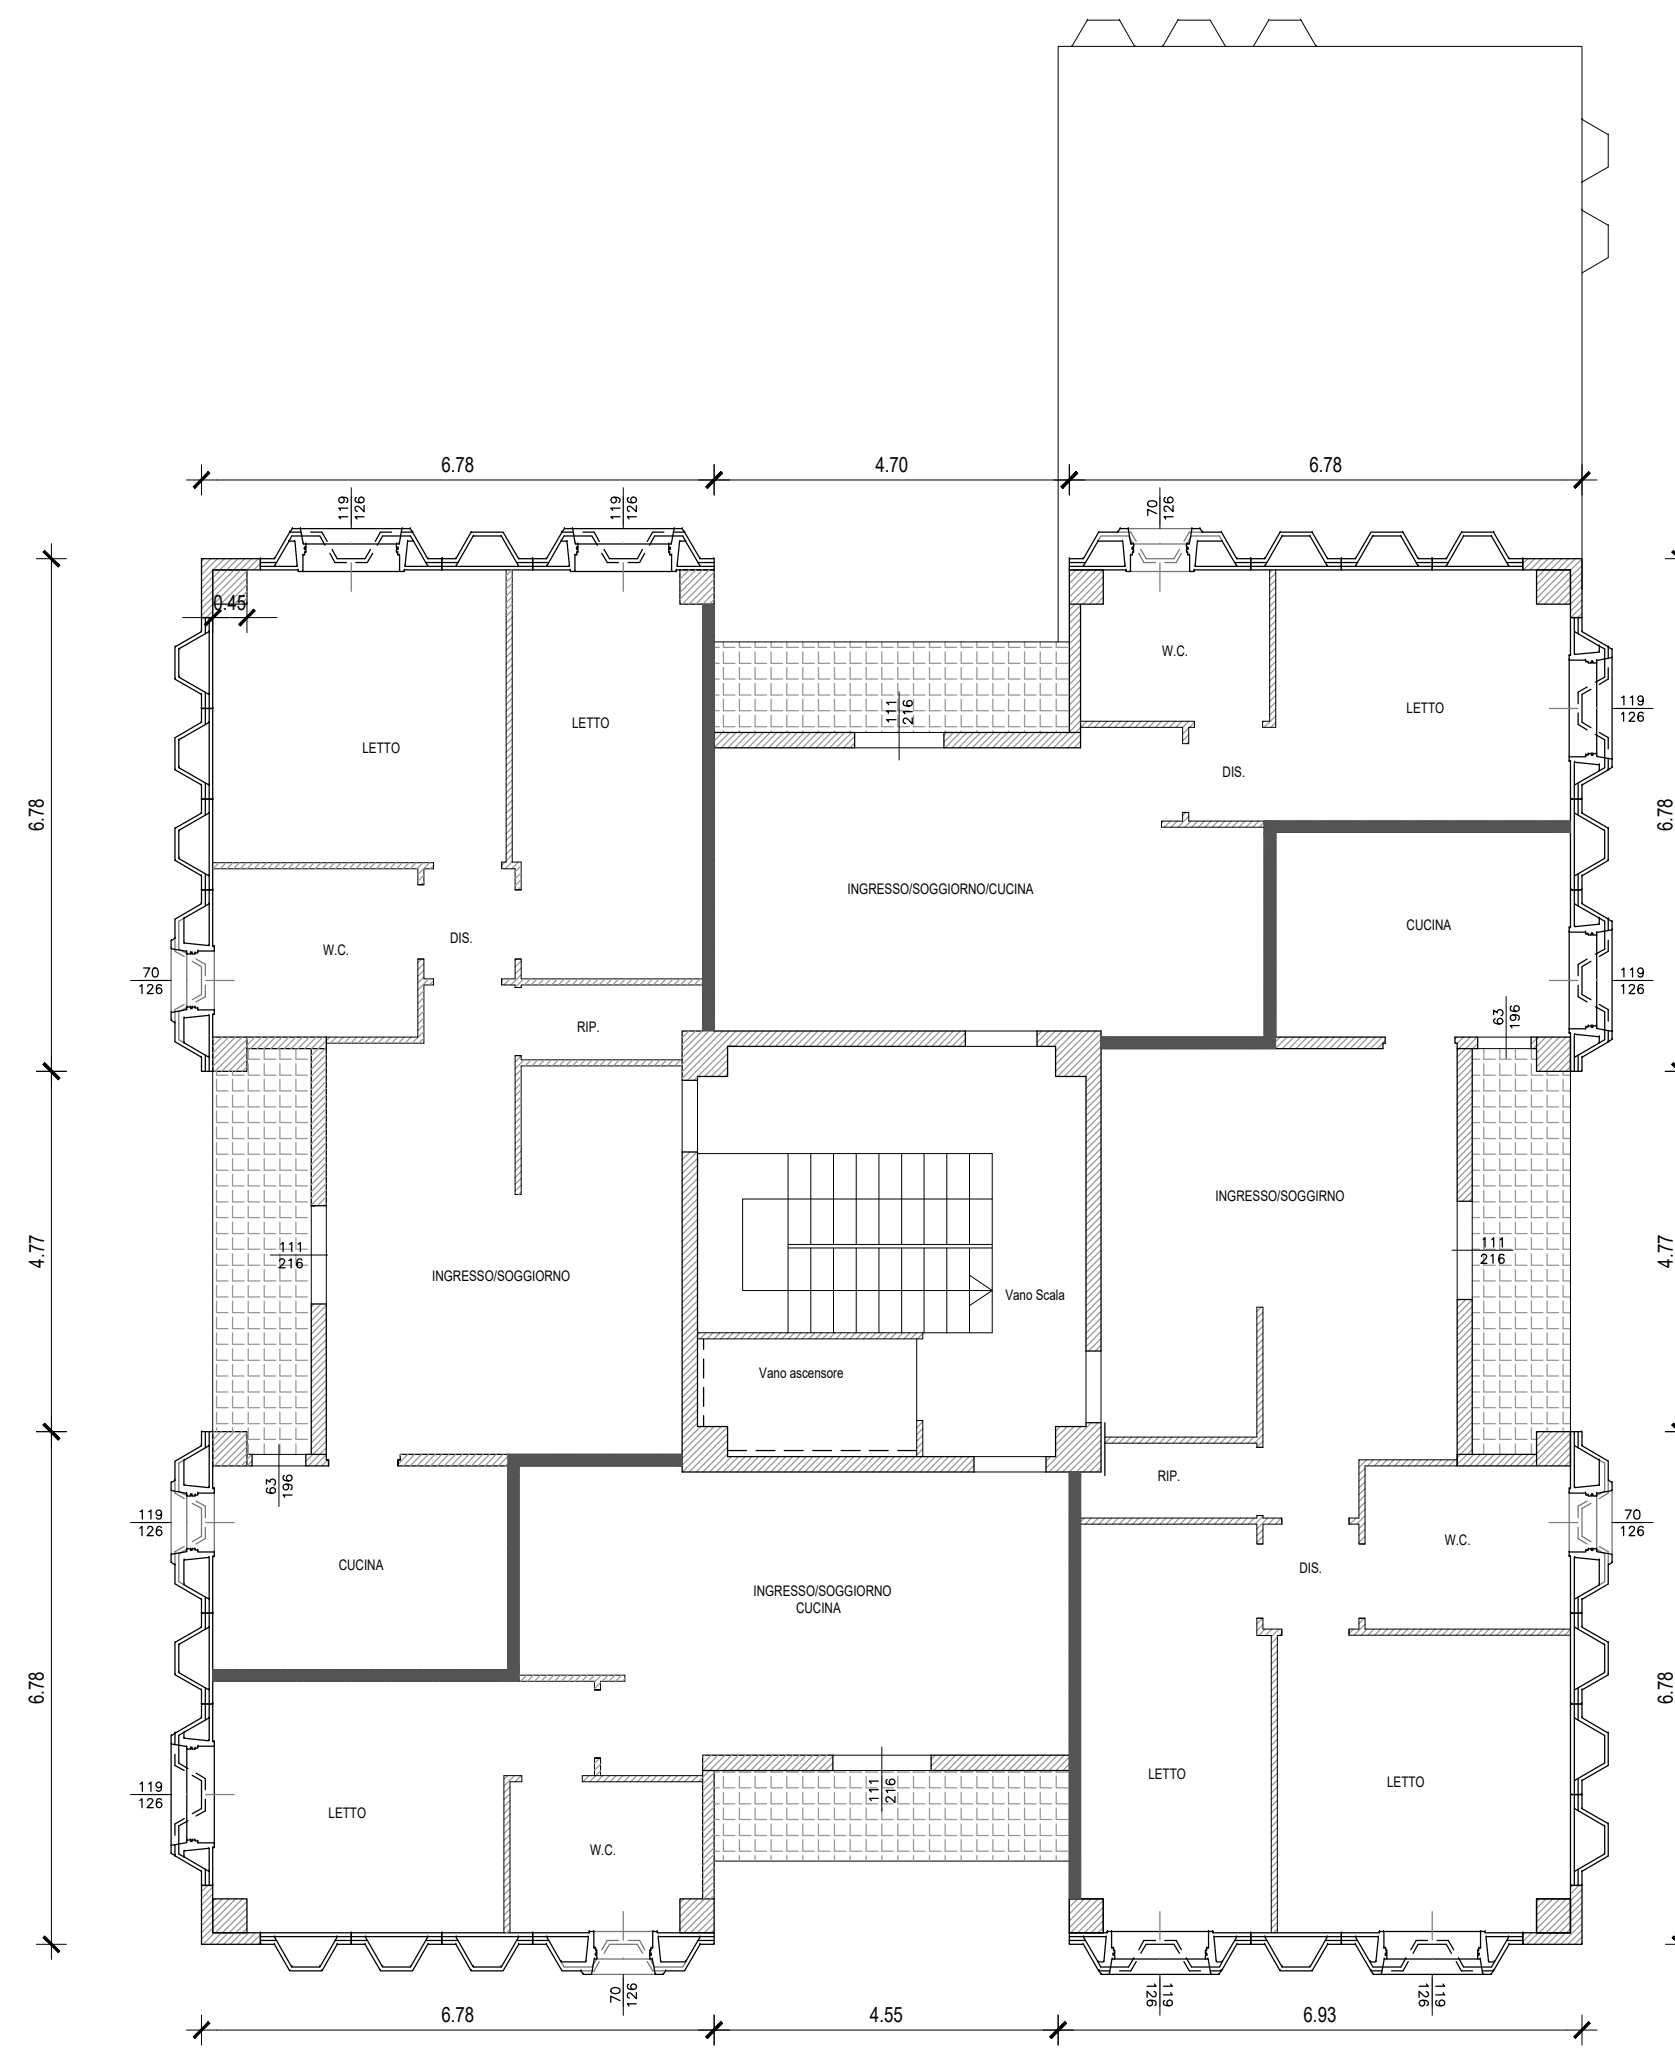 6.78
4.70
6.78
119
126
119
126
70
126
0.45
W.C.
LETTO
LETTO
LETTO
111
216
119
126
DIS.
6.78
6.78
INGRESSO/SOGGIORNO/CUCINA
CUCINA
W.C.
DIS.
70
126
119
126
63
196
RIP.
INGRESSO/SOGGIRNO
4.77
4.77
111
216
111
216
INGRESSO/SOGGIORNO
Vano Scala
Vano ascensore
63
196
RIP.
119
126
70
126
W.C.
CUCINA
DIS.
INGRESSO/SOGGIORNO
CUCINA
6.78
6.78
LETTO
LETTO
111
216
119
126
LETTO
W.C.
70
126
119
126
119
126
6.78
4.55
6.93